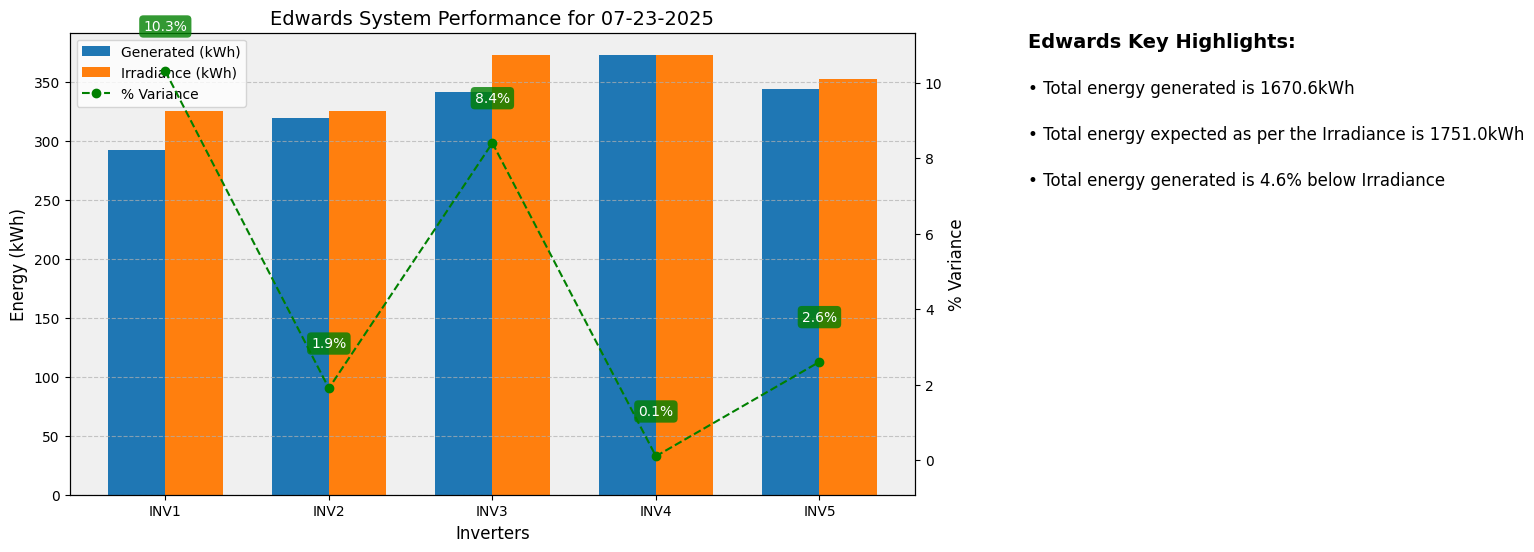 Edwards System Performance for 07-23-2025
Generated (kWh)
Irradiance (kWh)
% Variance
10.3%
1.9%
8.4%
0.1%
2.6%
Energy (kWh)
350
300
250
200
150
100
50
0
% Variance
10
8
6
4
2
0
INV1 INV2 INV3 INV4 INV5
Inverters
Edwards Key Highlights:
• Total energy generated is 1670.6kWh
• Total energy expected as per the Irradiance is 1751.0kWh
• Total energy generated is 4.6% below Irradiance